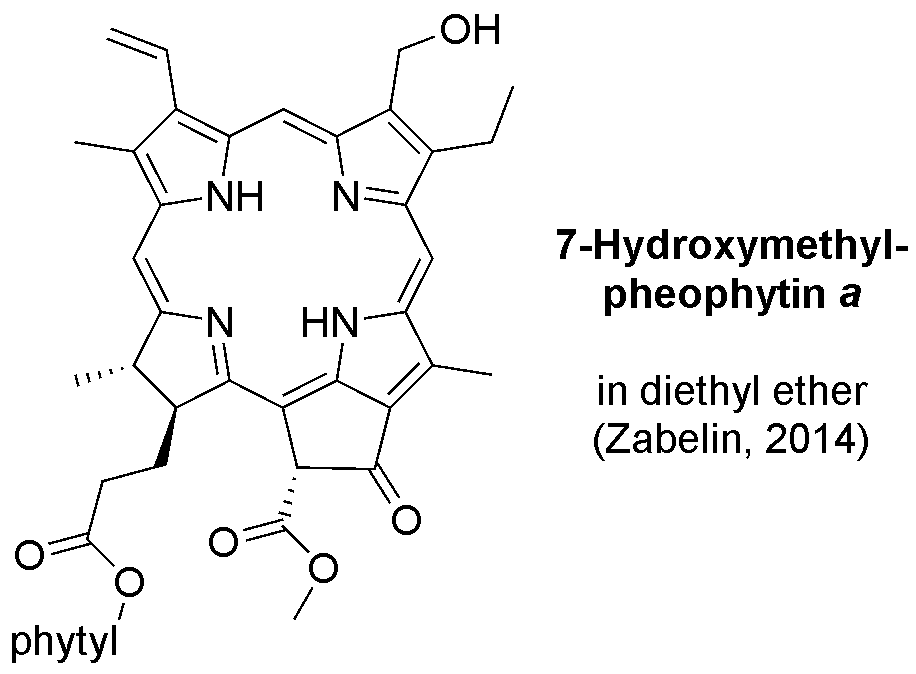 OH
NH
N
7-Hydroxymethyl-
pheophytin a
N
HN
in diethyl ether
(Zabelin, 2014)
O
O
O
O
O
phytyl